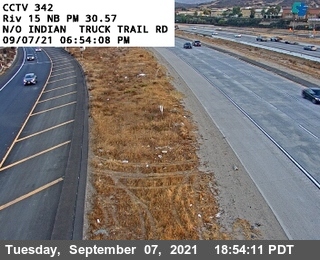 CCTV 342
Riv 15 NB PM 30.57
N/O INDIAN TRUCK TRAIL RD
09/07/21 06:54:08 PM
Tuesday, September 07, 2021 18:54:11 PDT